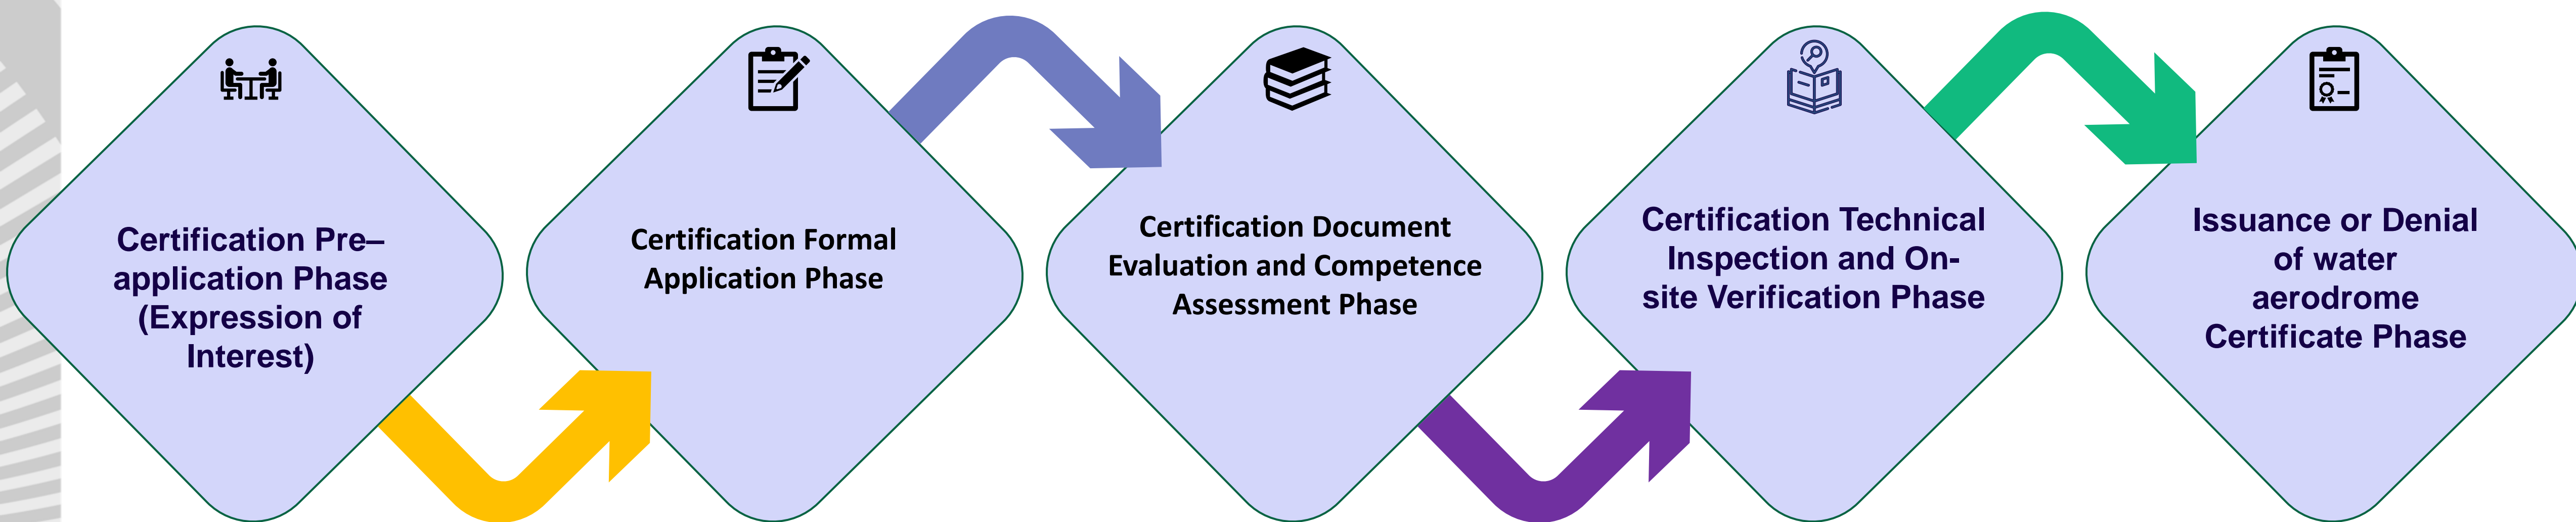 Certification Pre–
application Phase
(Expression of
Interest)
Certification Formal
Application Phase
Certification Document
Evaluation and Competence
Assessment Phase
Certification Technical
Inspection and On-
site Verification Phase
Issuance or Denial
of water
aerodrome
Certificate Phase